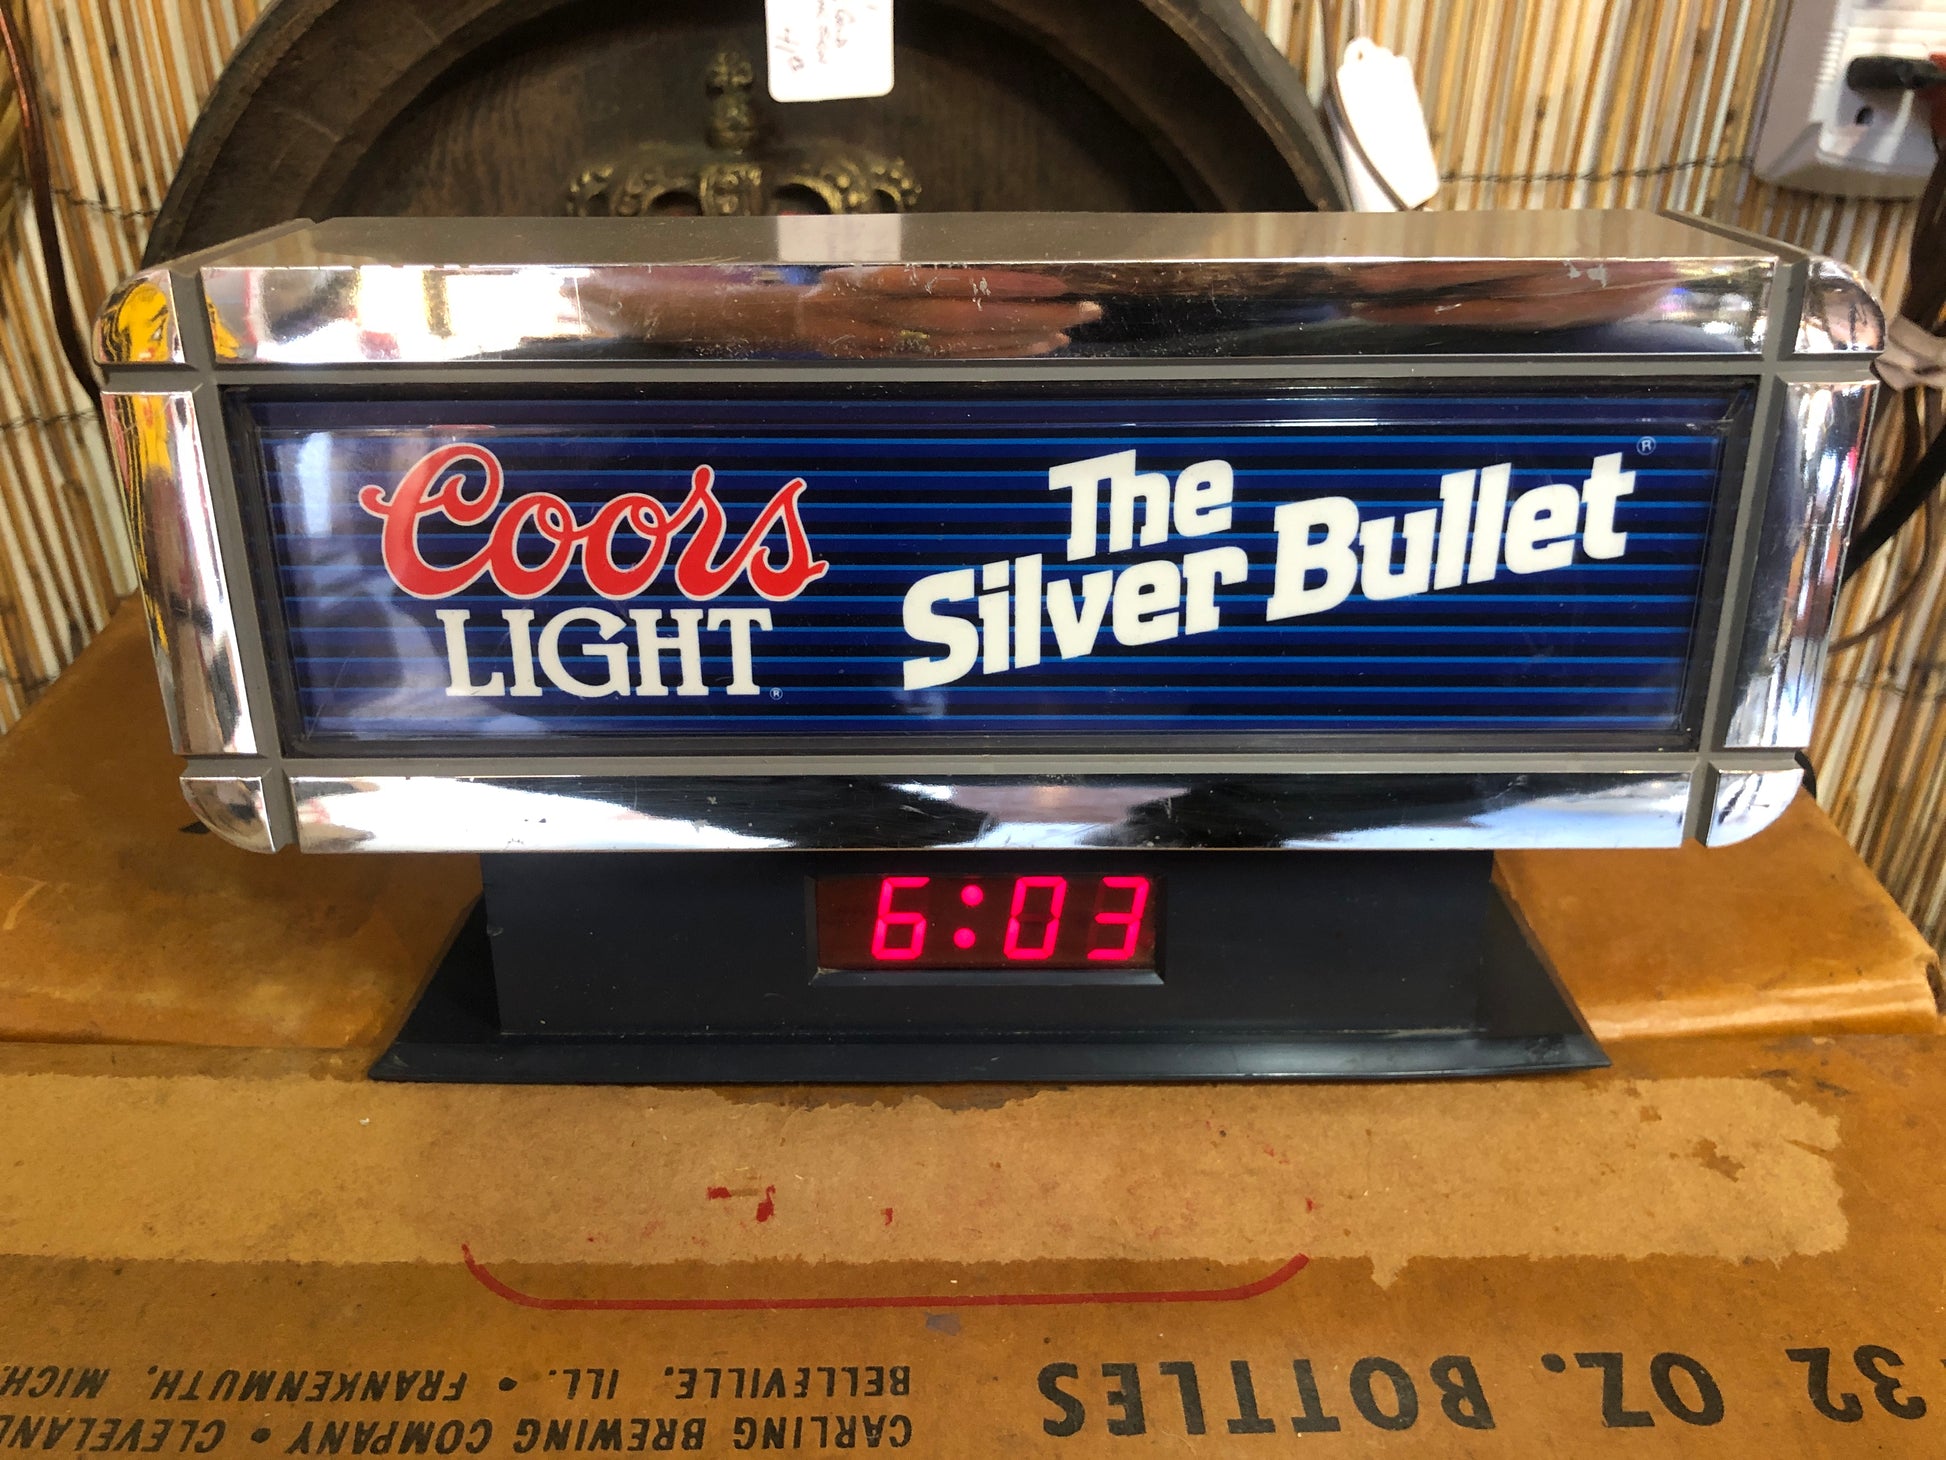 Coors
LIGHT®
The
Silver Bullet®
6:03
32 OZ. BOTTLES
CARLING BREWING COMPANY • CLEVELAND
BELLEVILLE, ILL. • FRANKENMUTH, MICH.